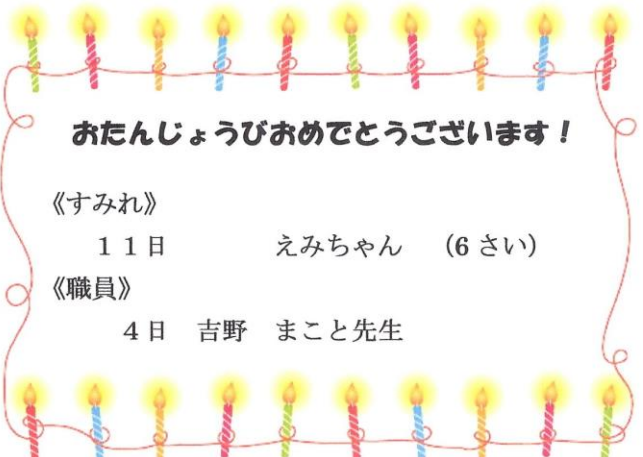 おたんじょうびおめでとうございます！
《すみれ》
１１日　えみちゃん　（6 さい）
《職員》
４日　吉野　まこと先生